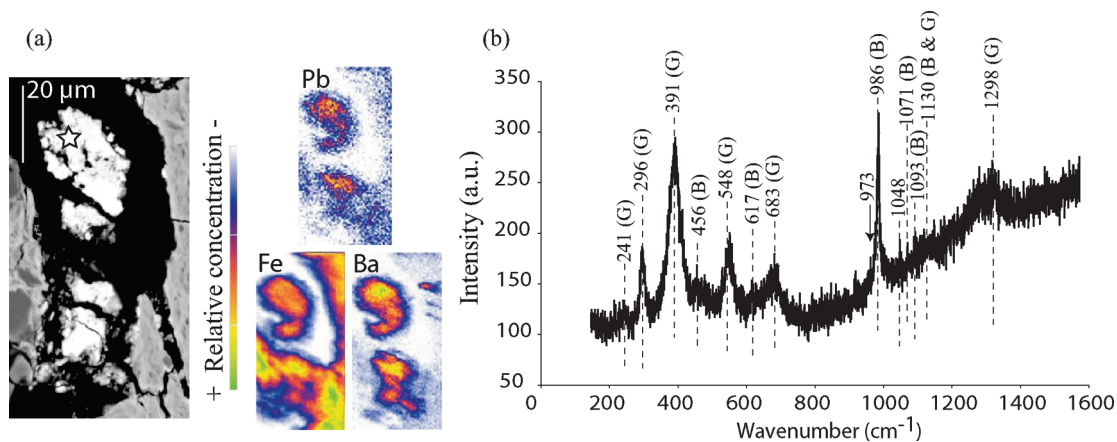 (a)
20 µm
+ Relative concentration -
Pb
Fe
Ba
(b)
Intensity (a.u.)
350
300
250
200
150
100
50
241 (G)
296 (G)
391 (G)
456 (B)
548 (G)
617 (B)
683 (G)
973
986 (B)
1048
1071 (B)
1093 (B)
1130 (B & G)
1298 (G)
0
200
400
600
800
1000
1200
1400
1600
Wavenumber (cm-1)